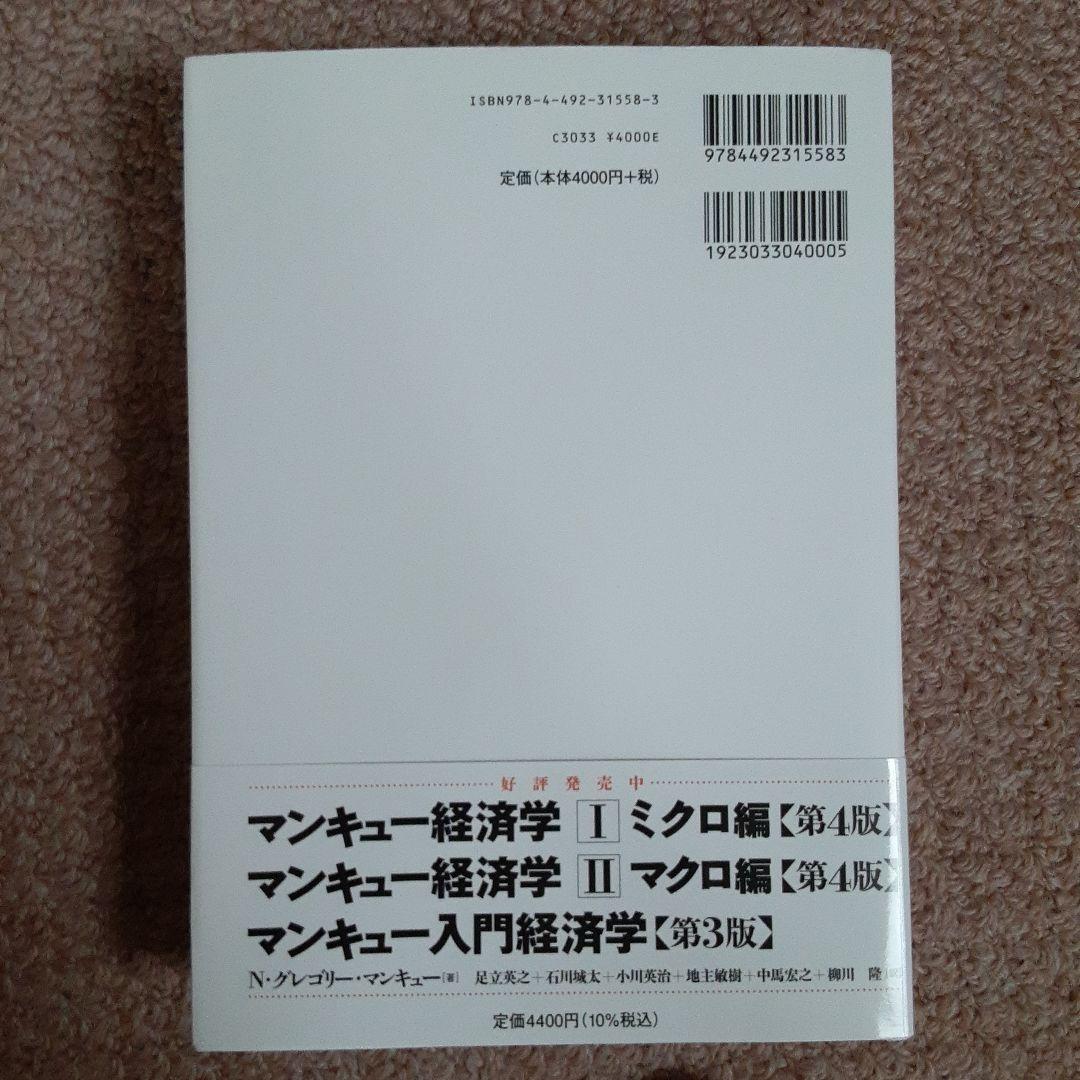 ISBN978-4-492-31558-3
C3033 ¥4000E
定価(本体4000円+税)
9784492315583
1923033040005
好評発売中
マンキュー経済学 Ⅰ ミクロ編【第4版】
マンキュー経済学 Ⅱ マクロ編【第4版】
マンキュー入門経済学【第3版】
N・グレゴリー・マンキュー[著] 足立英之+石川城太+小川英治+地主敏樹+中馬宏之+柳川 隆[訳]
定価4400円(10%税込)